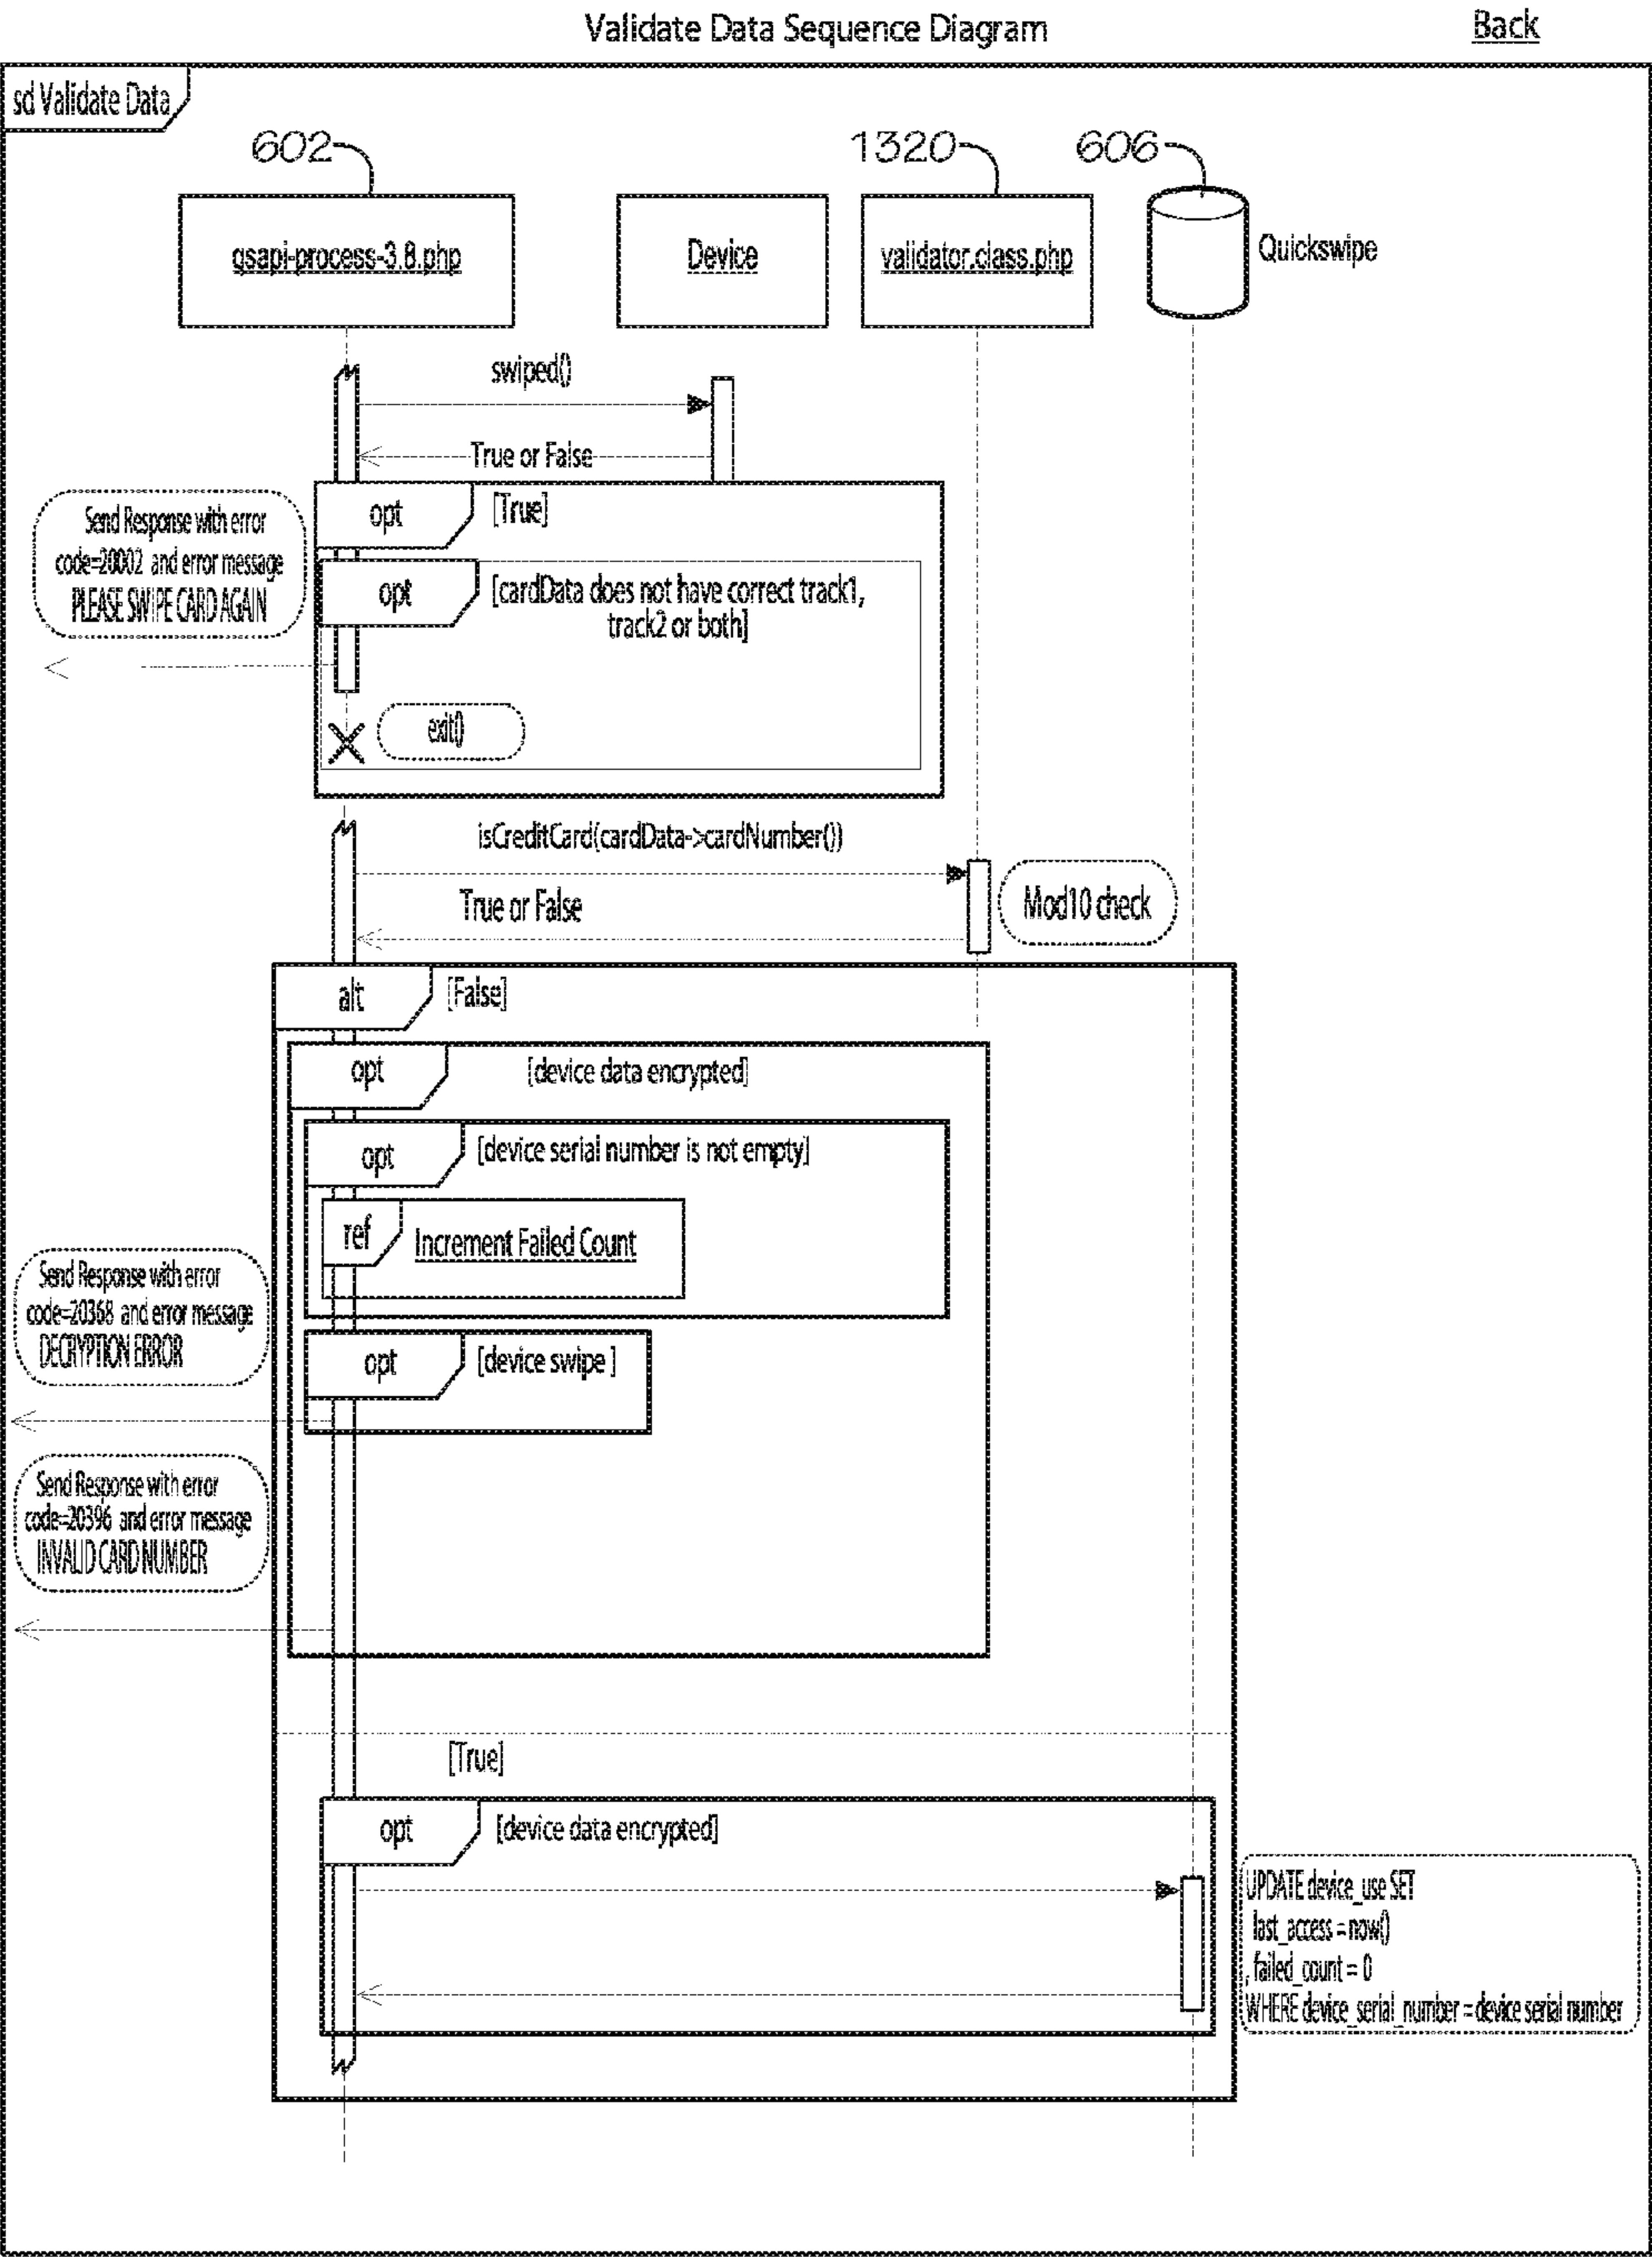 Validate Data Sequence Diagram
Back
sd Validate Data
602
1320
606
qsapi-process-3.8.php
Device
validator.class.php
Quickswipe
swiped()
True or False
opt
[True]
Send Response with error
code=20002 and error message
PLEASE SWIPE CARD AGAIN
opt
[cardData does not have correct track1,
track2 or both]
exit()
isCreditCard(cardData->cardNumber())
True or False
Mod10 check
alt
[False]
opt
[device data encrypted]
opt
[device serial number is not empty]
ref
Increment Failed Count
Send Response with error
code=20368 and error message
DECRYPTION ERROR
opt
[device swipe ]
Send Response with error
code=20396 and error message
INVALID CARD NUMBER
[True]
opt
[device data encrypted]
UPDATE device_use SET
last_access = now()
, failed_count = 0
WHERE device_serial_number = device serial number